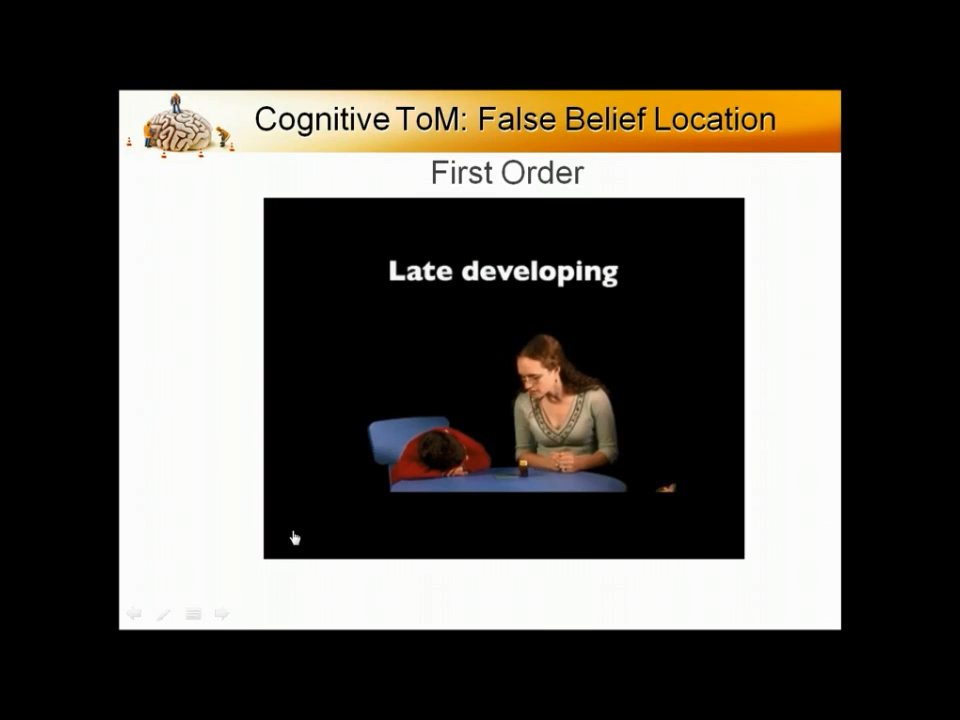 Cognitive ToM: False Belief Location
First Order
Late developing